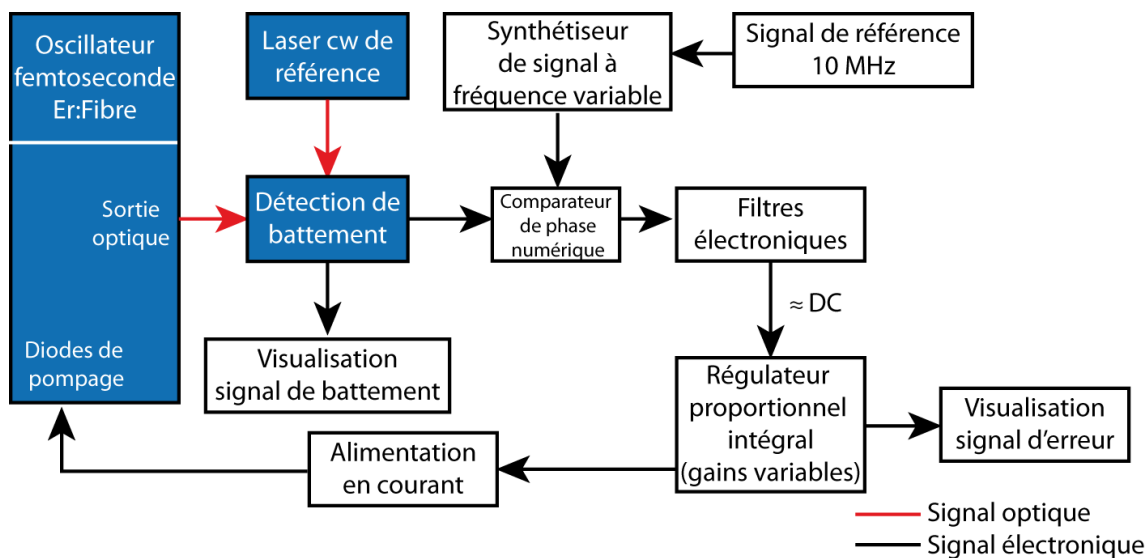 Oscillateur
femtoseconde
Er:Fibre
Laser cw de
référence
Synthétiseur
de signal à
fréquence variable
Signal de référence
10 MHz
Sortie
optique
Détection de
battement
Comparateur
de phase
numérique
Filtres
électroniques
≈ DC
Diodes de
pompage
Visualisation
signal de battement
Régulateur
proportionnel
intégral
(gains variables)
Visualisation
signal d'erreur
Alimentation
en courant
Signal optique
Signal électronique